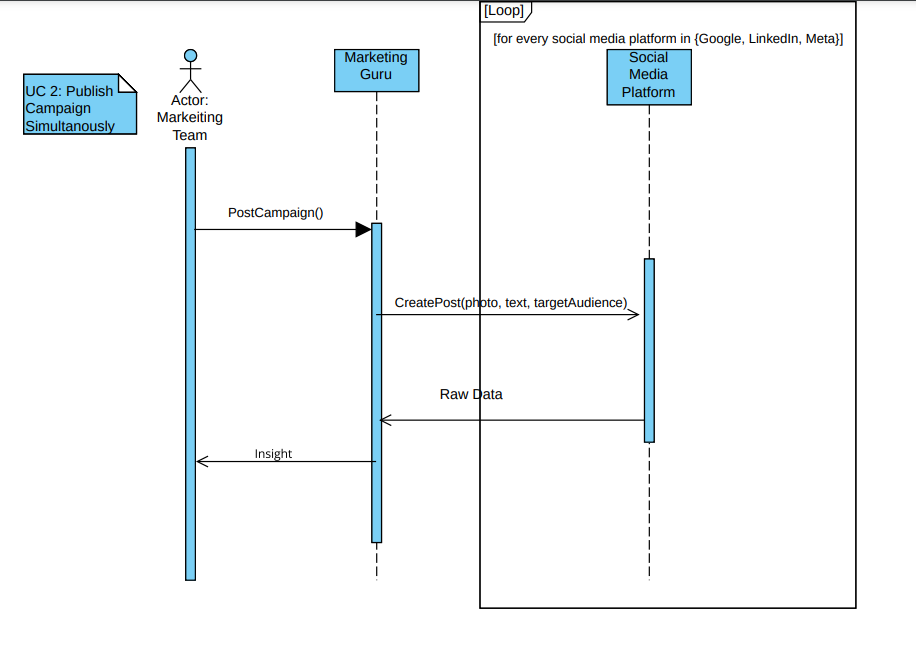 [Loop]
[for every social media platform in {Google, LinkedIn, Meta}]
UC 2: Publish
Campaign
Simultanously
Actor:
Markeiting
Team
Marketing
Guru
Social
Media
Platform
PostCampaign()
CreatePost(photo, text, targetAudience)
Raw Data
Insight